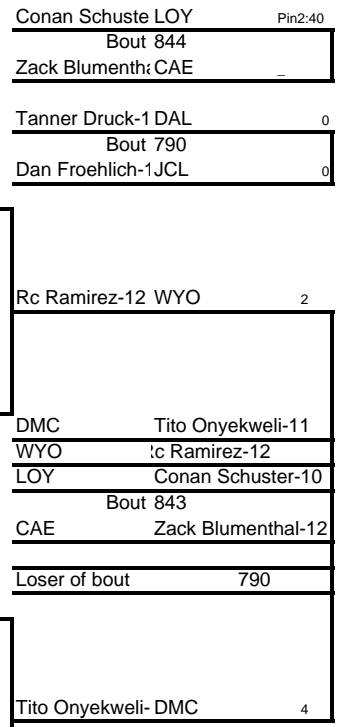 Conan Schuste LOY Pin2:40
Bout 844
Zack Blumentha CAE _
Tanner Druck-1 DAL 0
Bout 790
Dan Froehlich-1 JCL 0
Rc Ramirez-12 WYO 2
DMC Tito Onyekweli-11
WYO Rc Ramirez-12
LOY Conan Schuster-10
Bout 843
CAE Zack Blumenthal-12
Loser of bout 790
Tito Onyekweli- DMC 4